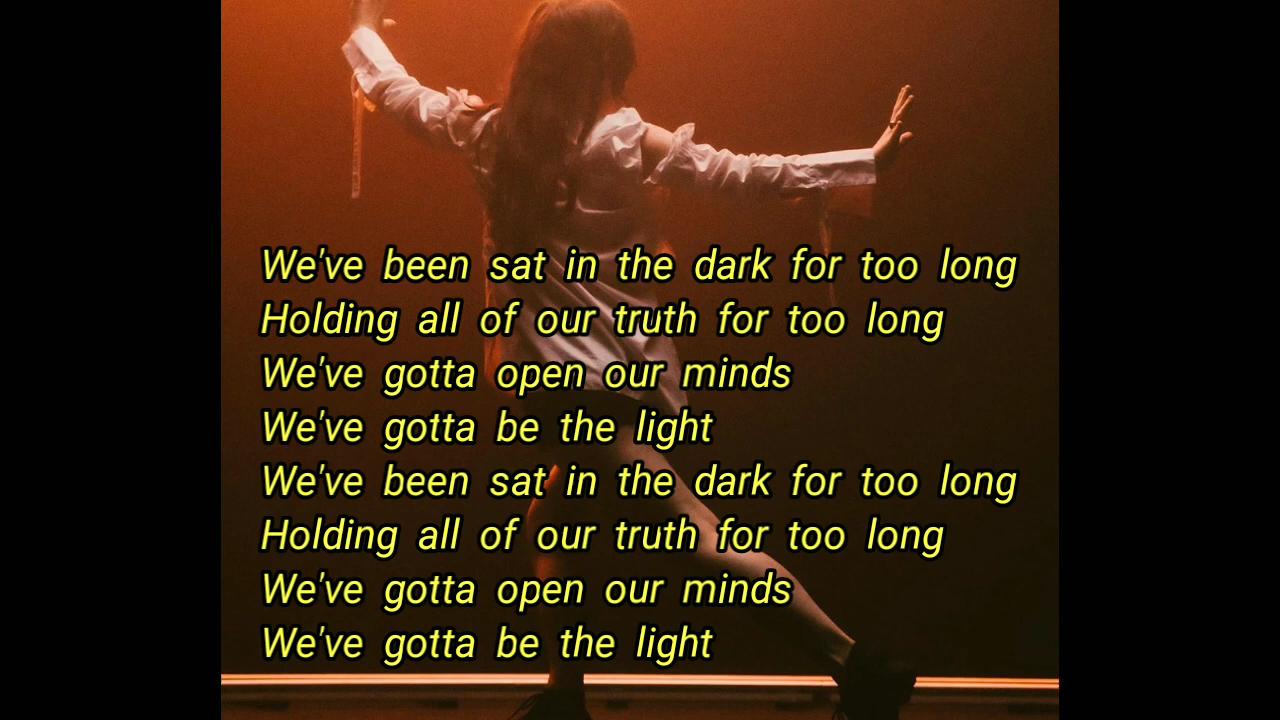 We've been sat in the dark for too long
Holding all of our truth for too long
We've gotta open our minds
We've gotta be the light
We've been sat in the dark for too long
Holding all of our truth for too long
We've gotta open our minds
We've gotta be the light